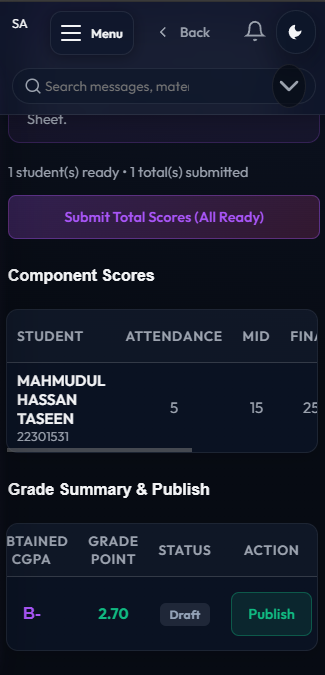 SA
Menu
Back
Search messages, mater
Sheet.
1 student(s) ready • 1 total(s) submitted
Submit Total Scores (All Ready)
Component Scores
STUDENT ATTENDANCE MID FINA
MAHMUDUL
HASSAN
TASEEN
22301531
5 15 25
Grade Summary & Publish
BTAINED
CGPA
GRADE
POINT
STATUS ACTION
B- 2.70 Draft Publish